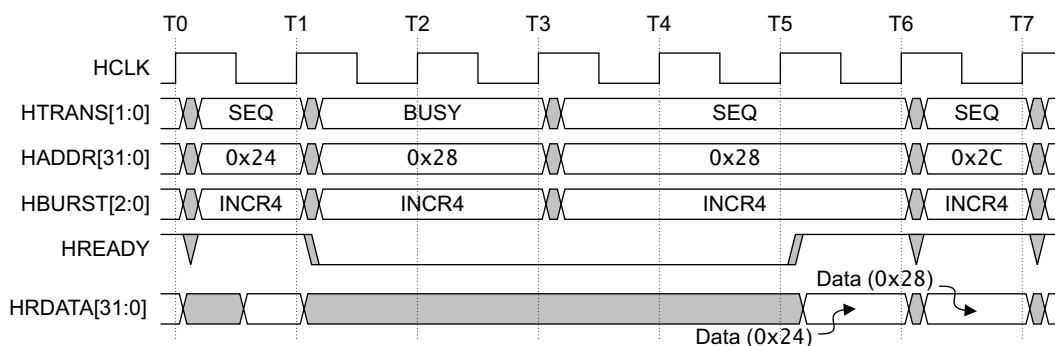 T0 T1 T2 T3 T4 T5 T6 T7
HCLK
HTRANS[1:0] SEQ BUSY SEQ SEQ
HADDR[31:0] 0x24 0x28 0x28 0x2C
HBURST[2:0] INCR4 INCR4 INCR4 INCR4
HREADY
Data (0x28)
HRDATA[31:0]
Data (0x24)